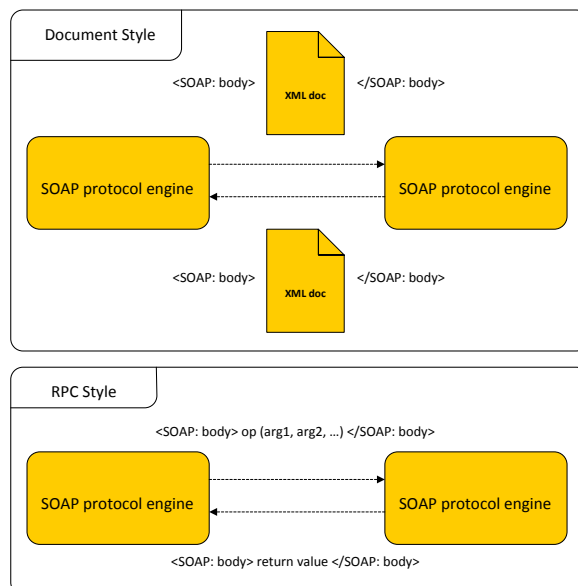 Document Style
<SOAP: body> XML doc </SOAP: body>
SOAP protocol engine SOAP protocol engine
<SOAP: body> XML doc </SOAP: body>
RPC Style
<SOAP: body> op (arg1, arg2, …) </SOAP: body>
SOAP protocol engine SOAP protocol engine
<SOAP: body> return value </SOAP: body>